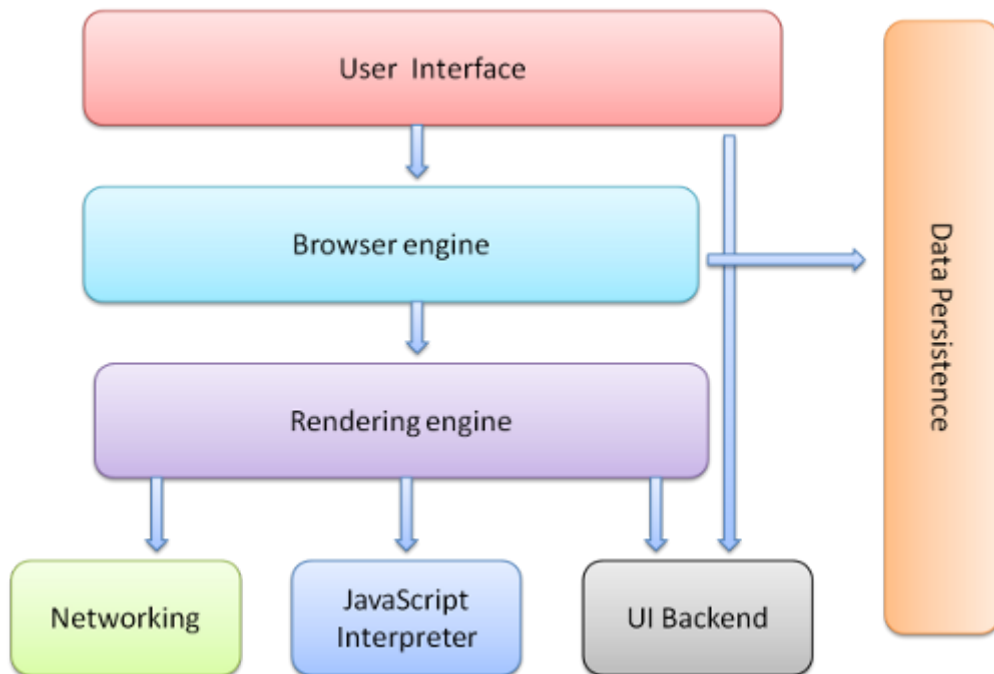 User  Interface
Browser engine
Data Persistence
Rendering engine
Networking
JavaScript
Interpreter
UI Backend